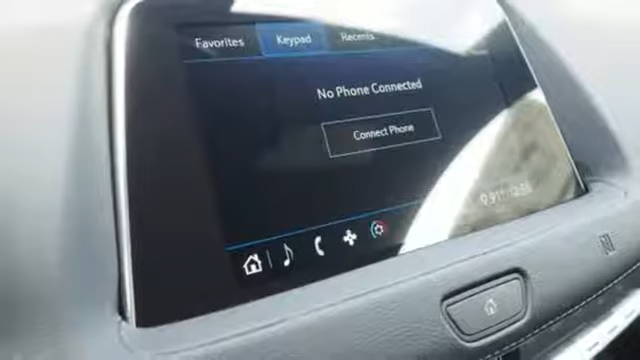 Favorites Keypad Recents
No Phone Connected
Connect Phone